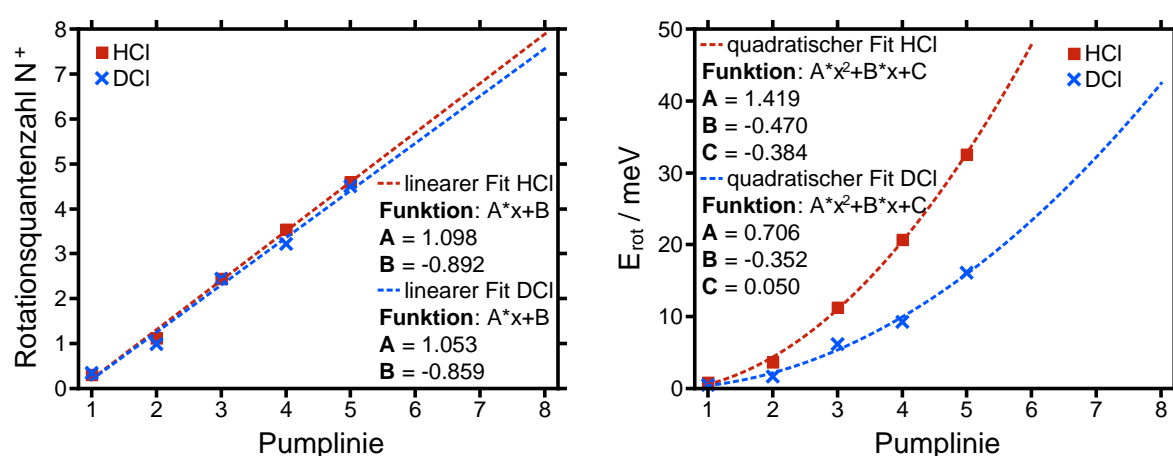 8
7
6
5
4
3
2
1
0
Rotationsquantenzahl N⁺
HCl
DCl
linearer Fit HCl
Funktion: A*x+B
A = 1.098
B = -0.892
linearer Fit DCl
Funktion: A*x+B
A = 1.053
B = -0.859
1 2 3 4 5 6 7 8
Pumplinie
50
40
30
20
10
0
E_rot / meV
quadratischer Fit HCl
Funktion: A*x²+B*x+C
A = 1.419
B = -0.470
C = -0.384
quadratischer Fit DCl
Funktion: A*x²+B*x+C
A = 0.706
B = -0.352
C = 0.050
HCl
DCl
1 2 3 4 5 6 7 8
Pumplinie